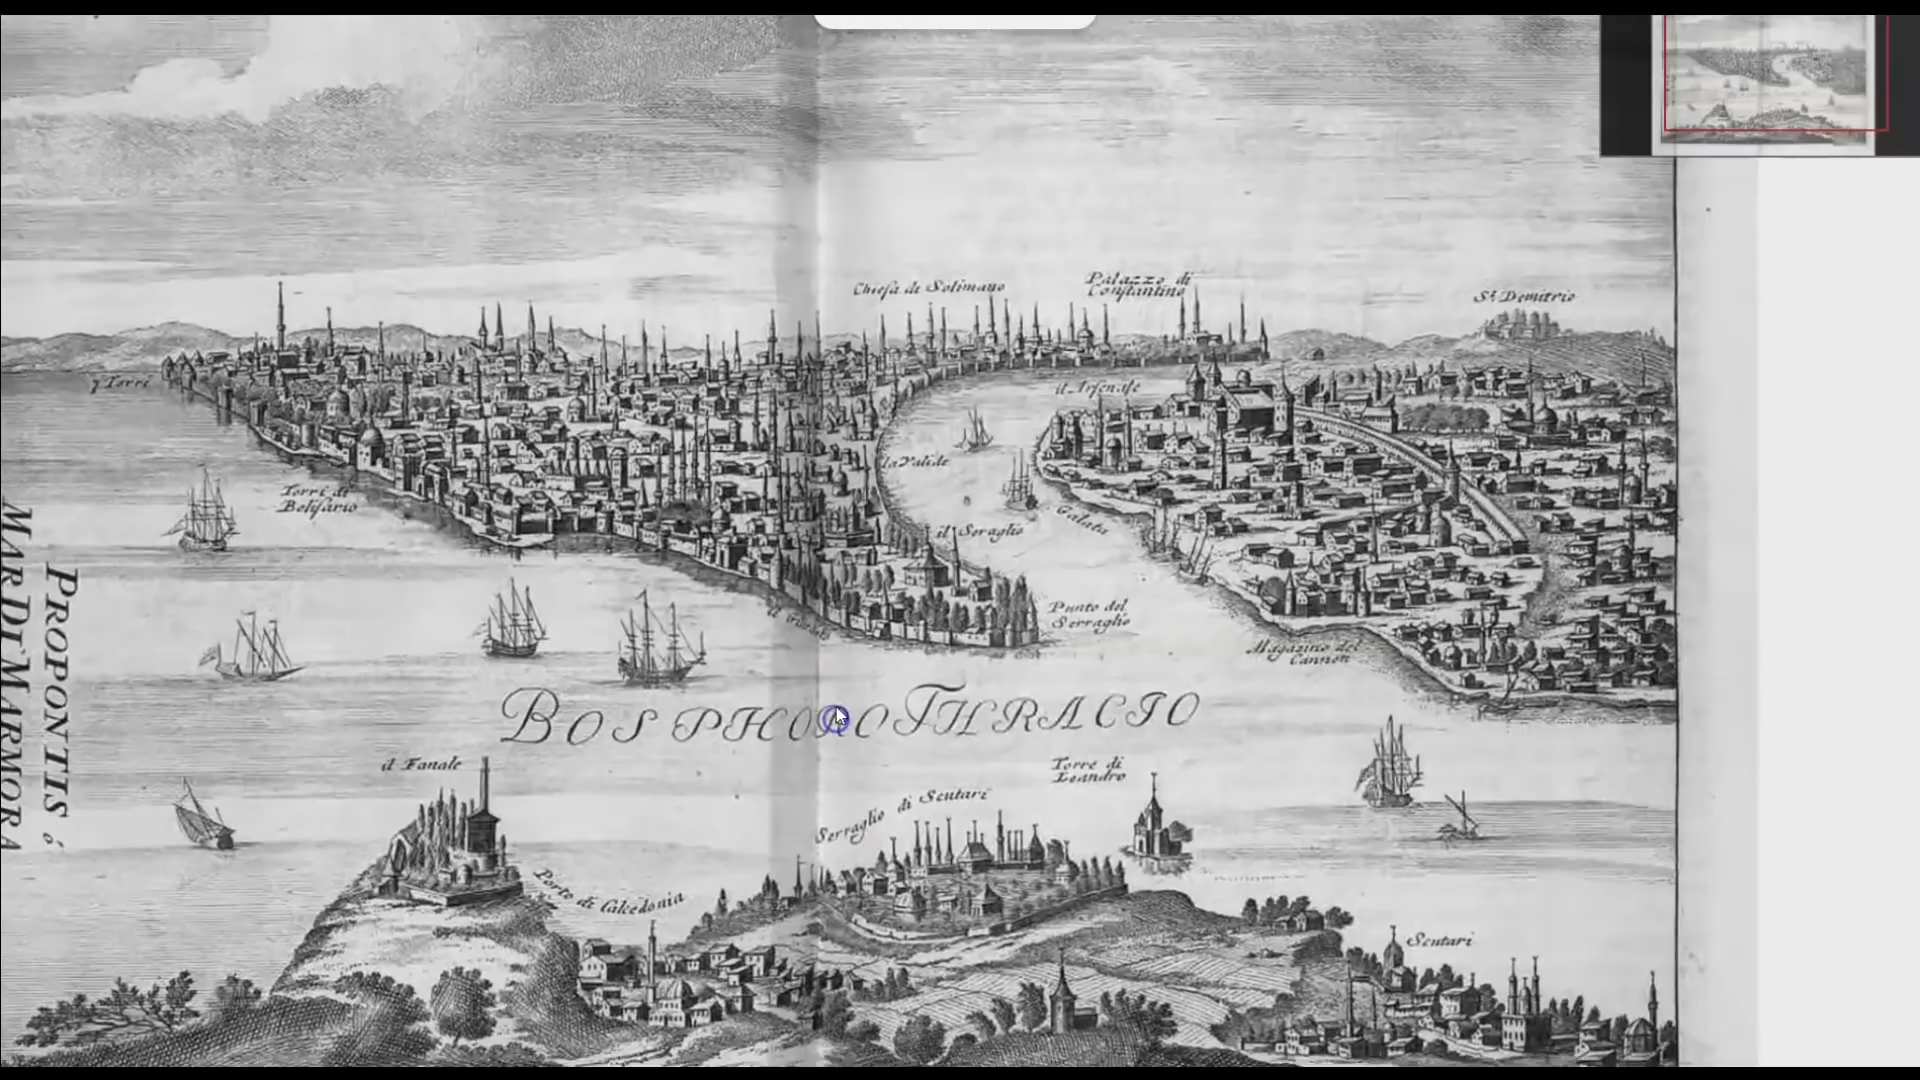 Chiesa di Solimano
Palazzo di
Constantino
St Demitrio
7 Torri
il Arsenale
la Valide
Torri di
Belisario
il Seraglio
Galata
Punto del
Serraglio
Magazino del
Cannon
PROPONTIS ó
MAR DI MARMORA
BOSPHORO THRACIO
il Fanale
Torre di
Leandro
Serraglio di Scutari
Porto di Calcedonia
Scutari